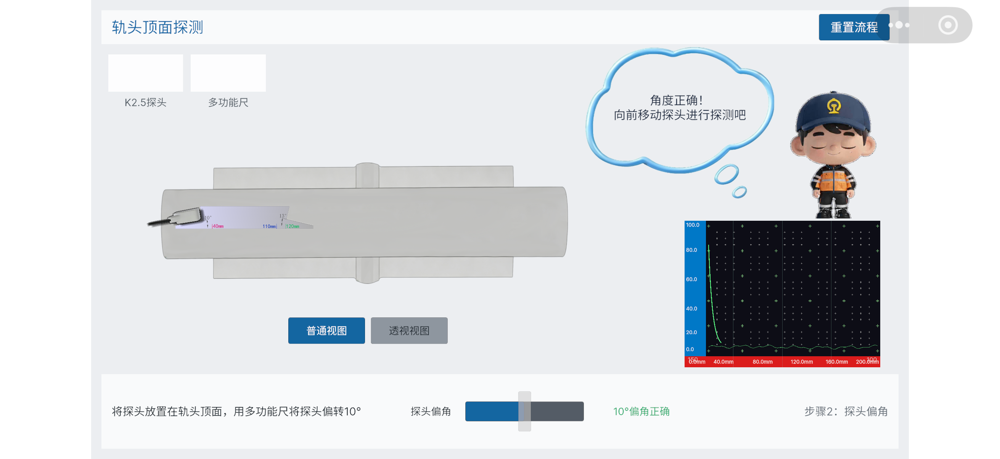 轨头顶面探测
重置流程
K2.5探头
多功能尺
角度正确！
向前移动探头进行探测吧
10°
13°
40mm
110mm
120mm
100.0
80.0
60.0
40.0
20.0
0.0
150
100
0.0mm 40.0mm 80.0mm 120.0mm 160.0mm 200.0mm
普通视图
透视视图
将探头放置在轨头顶面，用多功能尺将探头偏转10°
探头偏角
10°偏角正确
步骤2：探头偏角